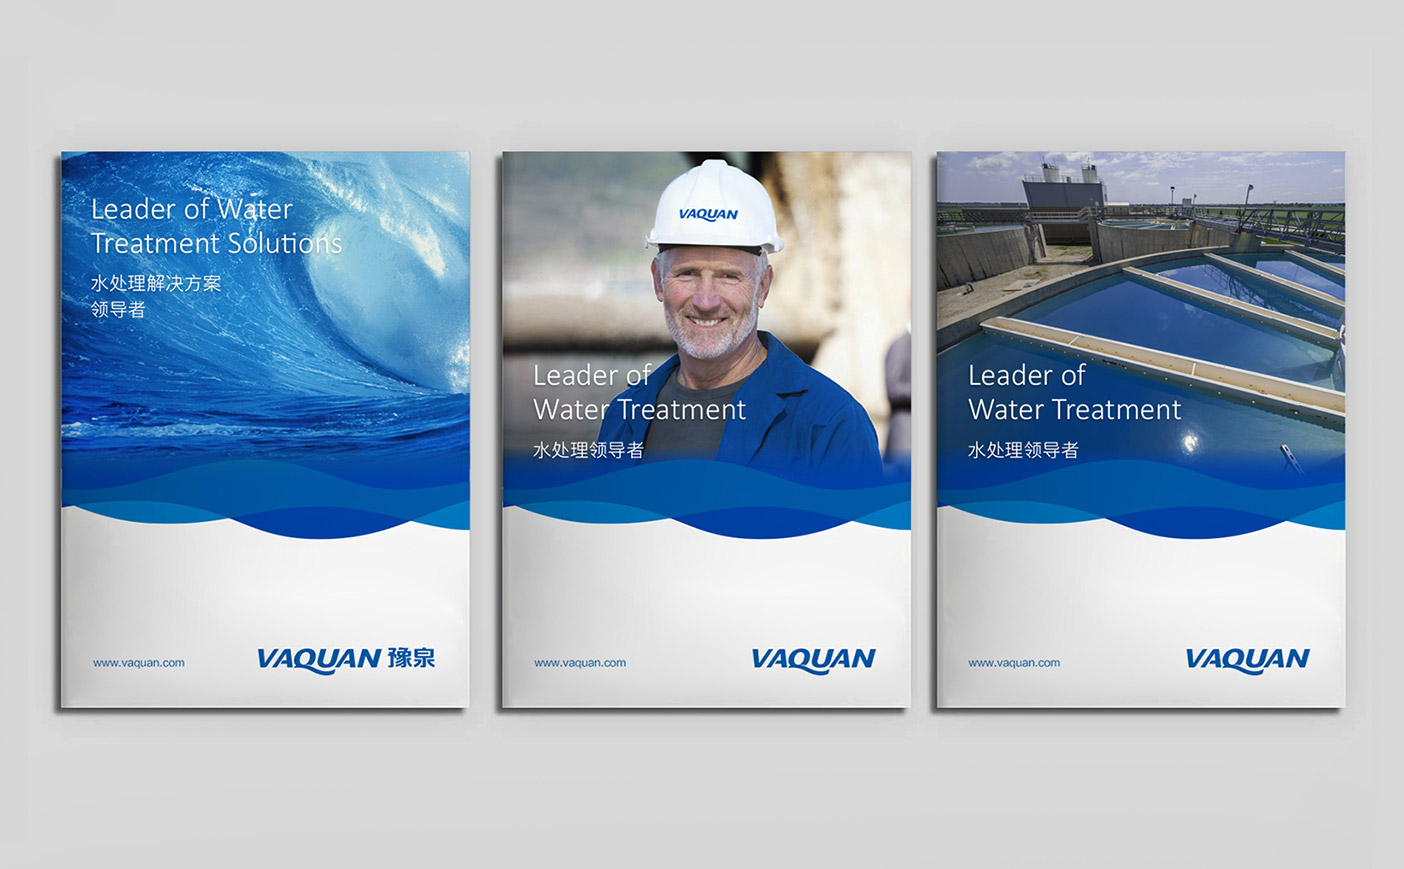 Leader of Water
Treatment Solutions
水处理解决方案
领导者
www.vaquan.com
VAQUAN 豫泉
VAQUAN
Leader of
Water Treatment
水处理领导者
www.vaquan.com
VAQUAN
Leader of
Water Treatment
水处理领导者
www.vaquan.com
VAQUAN